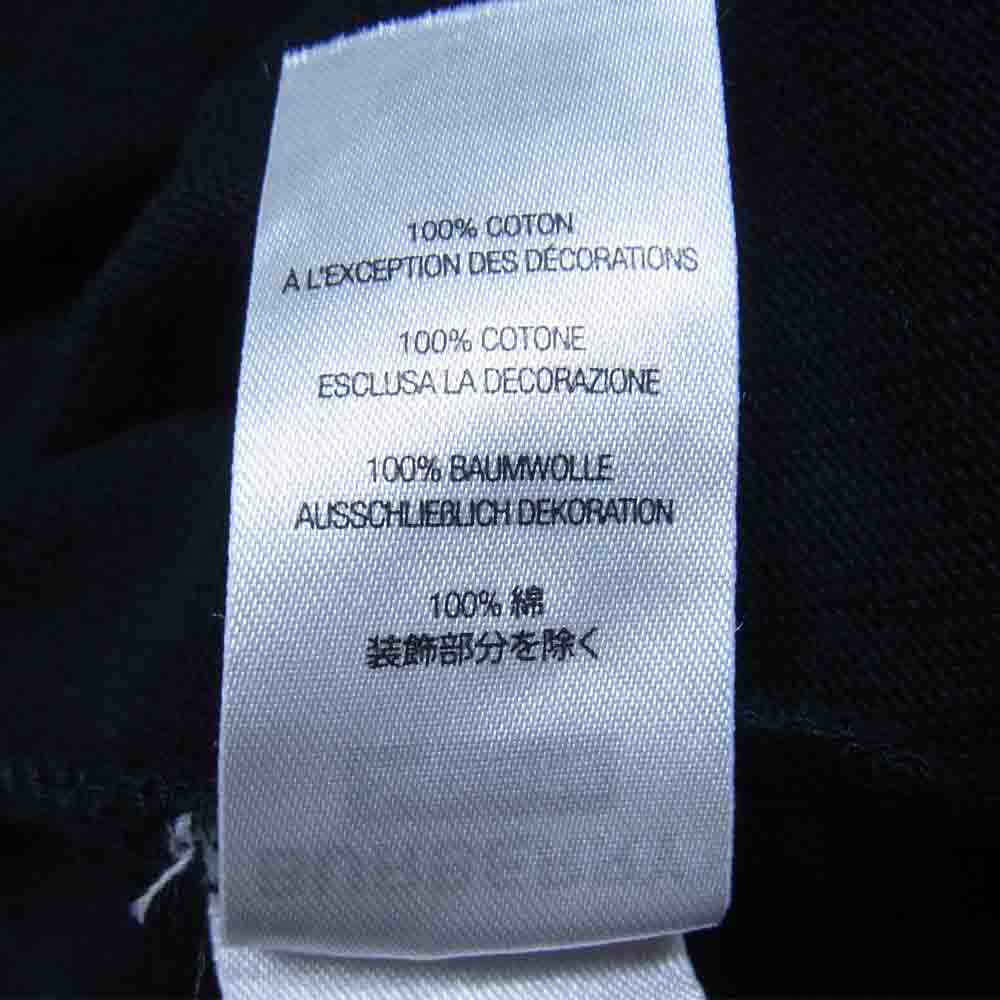 100% COTON
À L'EXCEPTION DES DÉCORATIONS
100% COTONE
ESCLUSA LA DECORAZIONE
100% BAUMWOLLE
AUSSCHLIEßLICH DEKORATION
100% 綿
装飾部分を除く